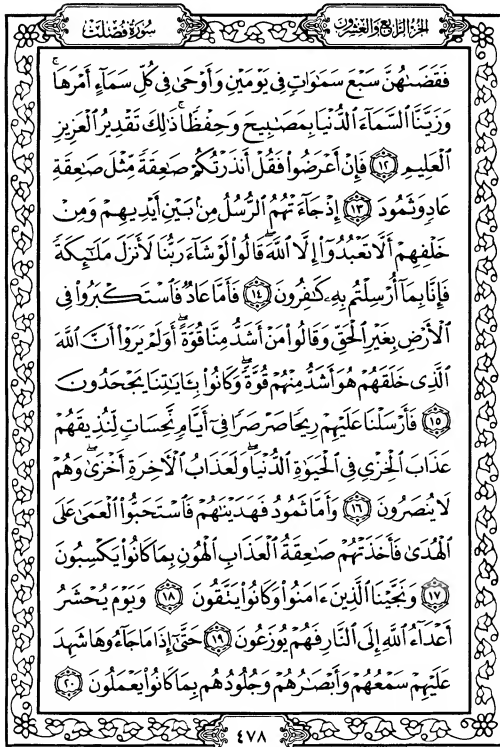 الجزء الرابع والعشرون
سورة فصلت
فَقَضَىٰهُنَّ سَبْعَ سَمَٰوَاتٍ فِى يَوْمَيْنِ وَأَوْحَىٰ فِى كُلِّ سَمَآءٍ أَمْرَهَا ۚ
وَزَيَّنَّا ٱلسَّمَآءَ ٱلدُّنْيَا بِمَصَٰبِيحَ وَحِفْظًا ۚ ذَٰلِكَ تَقْدِيرُ ٱلْعَزِيزِ
ٱلْعَلِيمِ ١٢ فَإِنْ أَعْرَضُوا۟ فَقُلْ أَنذَرْتُكُمْ صَٰعِقَةً مِّثْلَ صَٰعِقَةِ
عَادٍ وَثَمُودَ ١٣ إِذْ جَآءَتْهُمُ ٱلرُّسُلُ مِنۢ بَيْنِ أَيْدِيهِمْ وَمِنْ
خَلْفِهِمْ أَلَّا تَعْبُدُوٓا۟ إِلَّا ٱللَّهَ ۖ قَالُوا۟ لَوْ شَآءَ رَبُّنَا لَأَنزَلَ مَلَٰٓئِكَةً
فَإِنَّا بِمَآ أُرْسِلْتُم بِهِۦ كَٰفِرُونَ ١٤ فَأَمَّا عَادٌ فَٱسْتَكْبَرُوا۟ فِى
ٱلْأَرْضِ بِغَيْرِ ٱلْحَقِّ وَقَالُوا۟ مَنْ أَشَدُّ مِنَّا قُوَّةً ۖ أَوَلَمْ يَرَوْا۟ أَنَّ ٱللَّهَ
ٱلَّذِى خَلَقَهُمْ هُوَ أَشَدُّ مِنْهُمْ قُوَّةً ۖ وَكَانُوا۟ بِـَٔايَٰتِنَا يَجْحَدُونَ
١٥ فَأَرْسَلْنَا عَلَيْهِمْ رِيحًا صَرْصَرًا فِىٓ أَيَّامٍ نَّحِسَاتٍ لِّنُذِيقَهُمْ
عَذَابَ ٱلْخِزْىِ فِى ٱلْحَيَوٰةِ ٱلدُّنْيَا ۖ وَلَعَذَابُ ٱلْـَٔاخِرَةِ أَخْزَىٰ ۖ وَهُمْ
لَا يُنصَرُونَ ١٦ وَأَمَّا ثَمُودُ فَهَدَيْنَٰهُمْ فَٱسْتَحَبُّوا۟ ٱلْعَمَىٰ عَلَى
ٱلْهُدَىٰ فَأَخَذَتْهُمْ صَٰعِقَةُ ٱلْعَذَابِ ٱلْهُونِ بِمَا كَانُوا۟ يَكْسِبُونَ
١٧ وَنَجَّيْنَا ٱلَّذِينَ ءَامَنُوا۟ وَكَانُوا۟ يَتَّقُونَ ١٨ وَيَوْمَ يُحْشَرُ
أَعْدَآءُ ٱللَّهِ إِلَى ٱلنَّارِ فَهُمْ يُوزَعُونَ ١٩ حَتَّىٰٓ إِذَا مَا جَآءُوهَا شَهِدَ
عَلَيْهِمْ سَمْعُهُمْ وَأَبْصَٰرُهُمْ وَجُلُودُهُم بِمَا كَانُوا۟ يَعْمَلُونَ ٢٠
٤٧٨